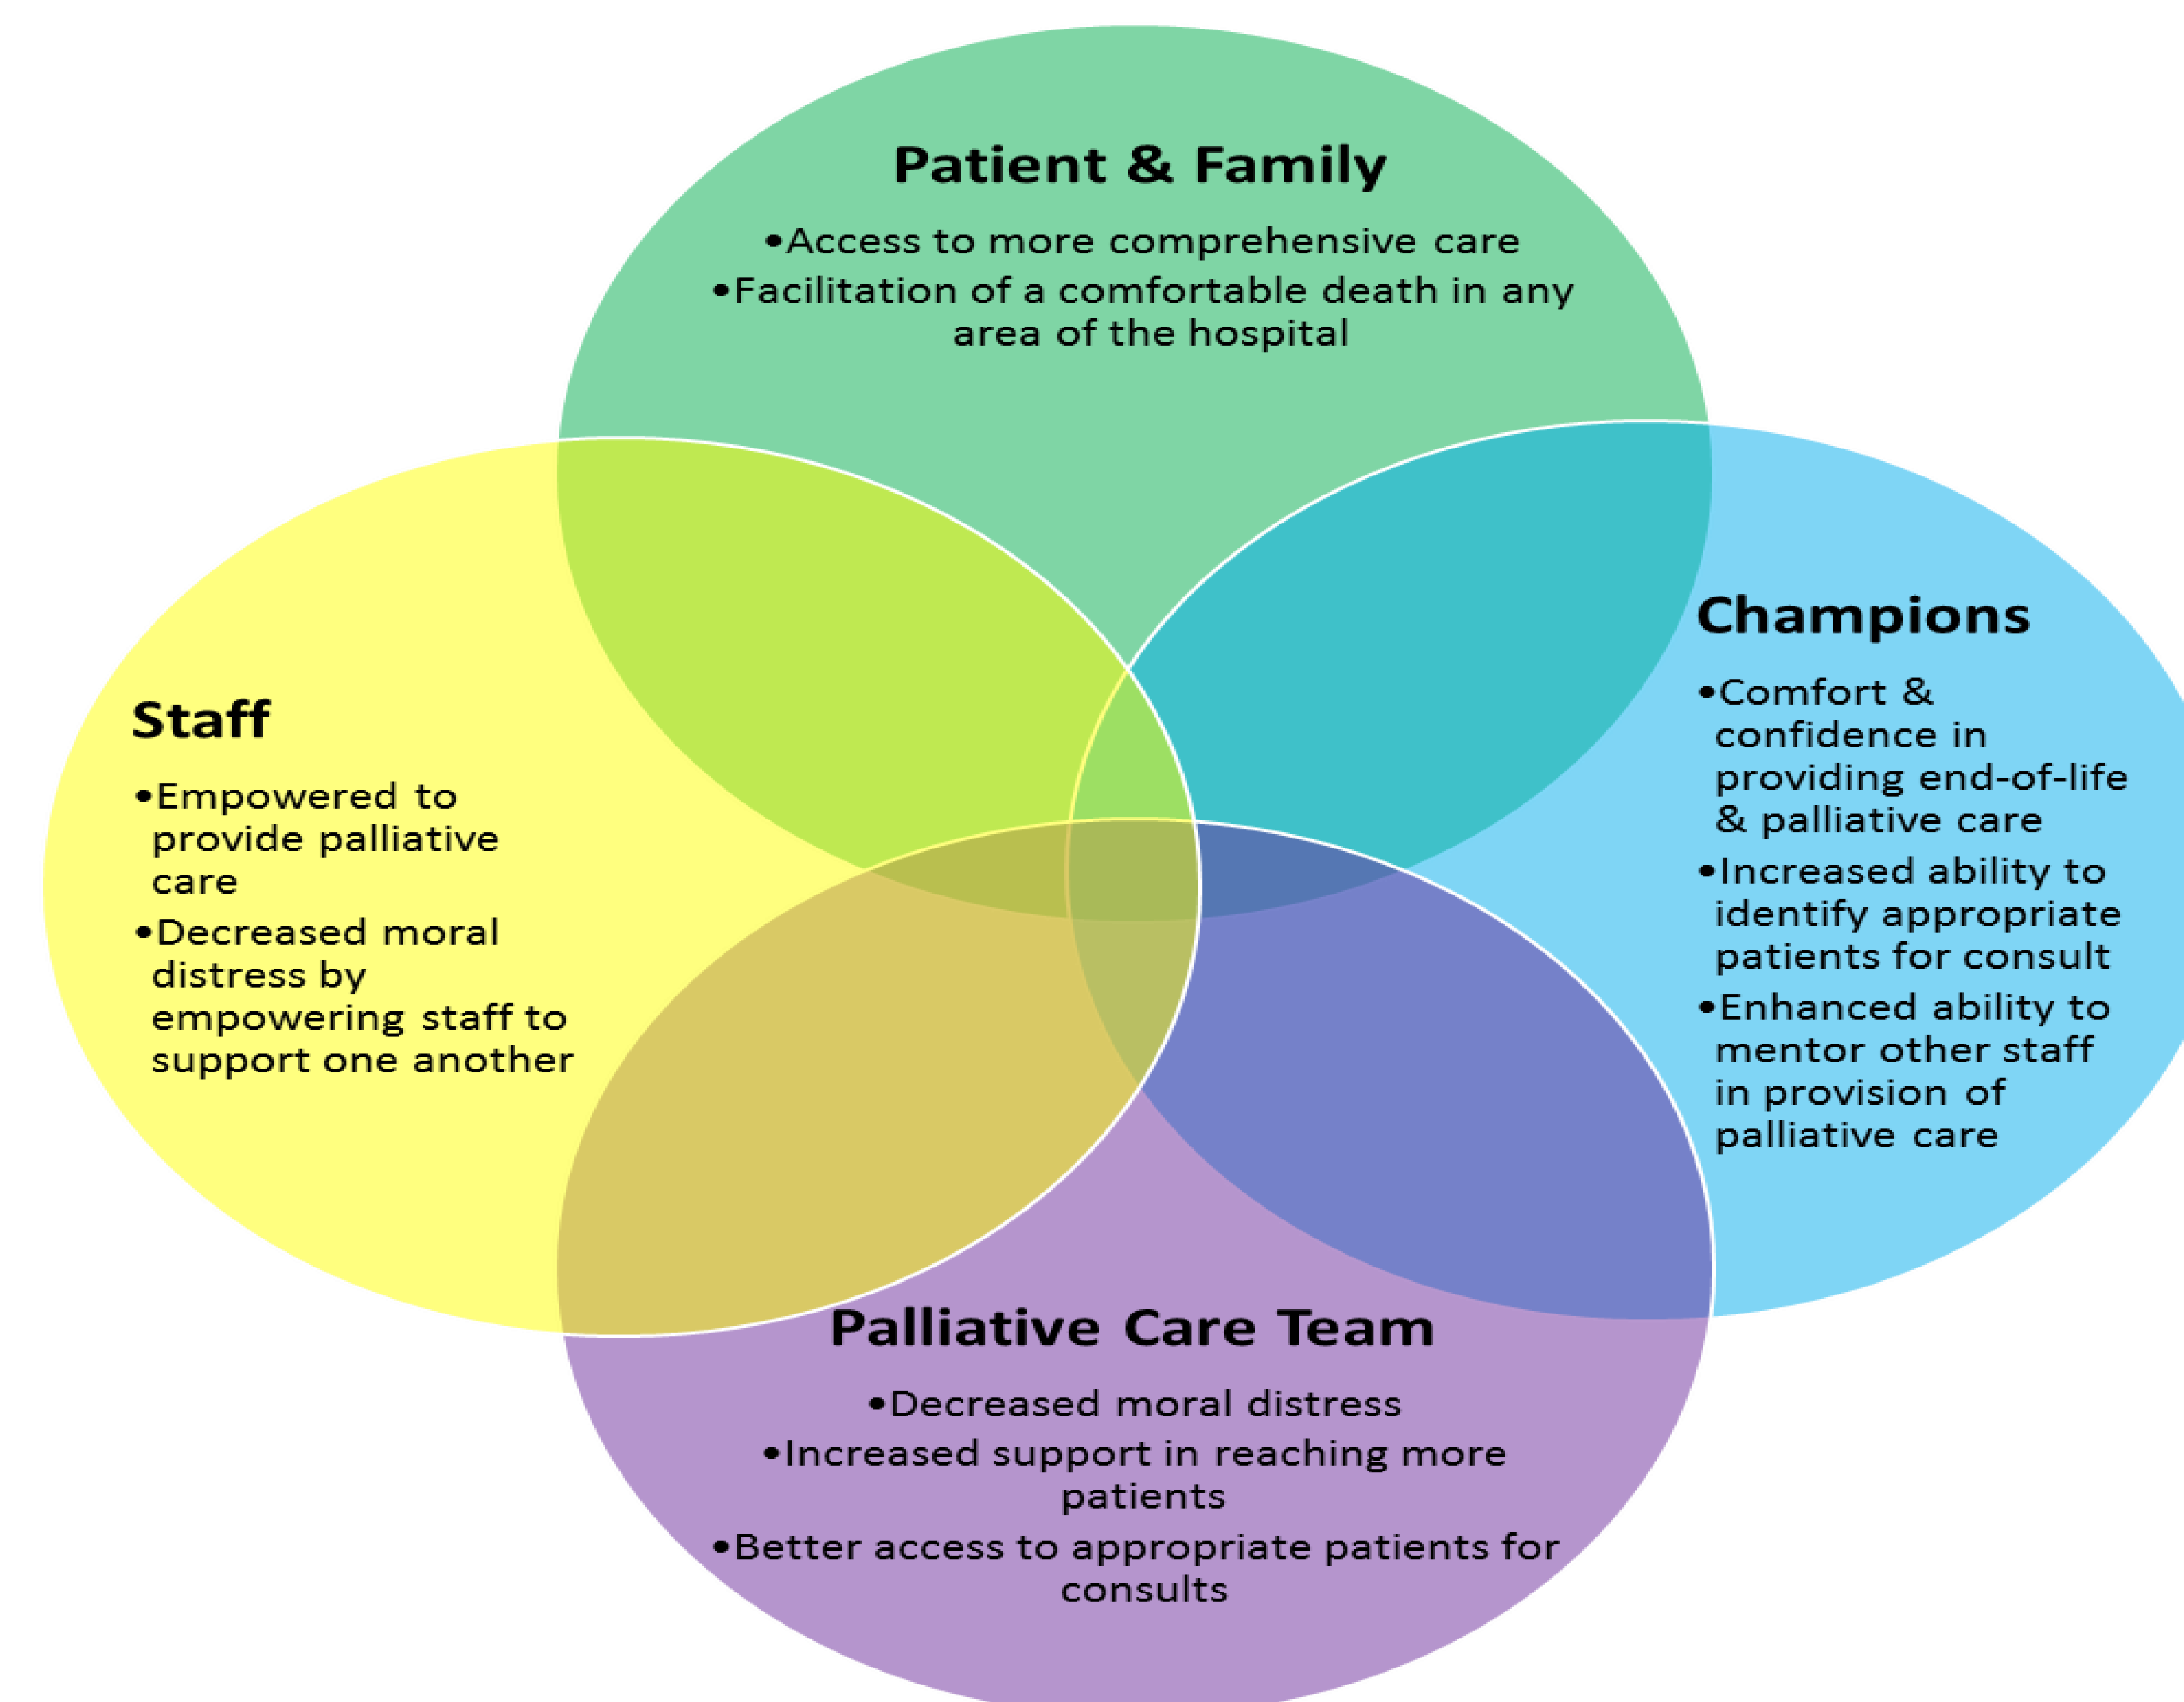 Patient & Family
•Access to more comprehensive care
•Facilitation of a comfortable death in any
area of the hospital
Staff
•Empowered to
provide palliative
care
•Decreased moral
distress by
empowering staff to
support one another
Champions
•Comfort &
confidence in
providing end-of-life
& palliative care
•Increased ability to
identify appropriate
patients for consult
•Enhanced ability to
mentor other staff
in provision of
palliative care
Palliative Care Team
•Decreased moral distress
•Increased support in reaching more
patients
•Better access to appropriate patients for
consults